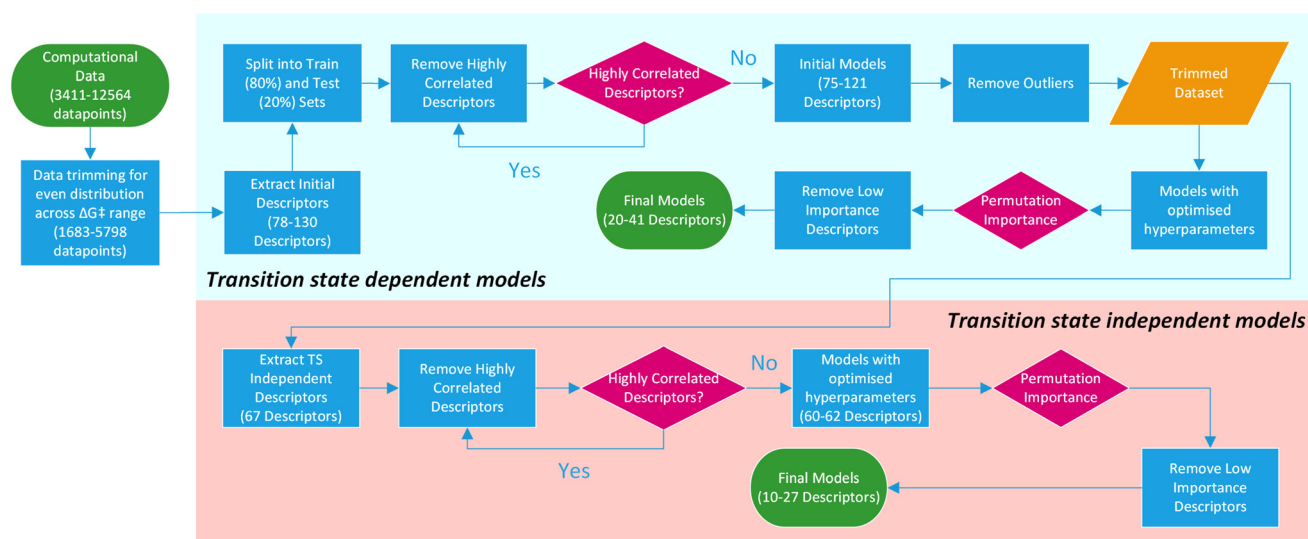 Computational
Data
(3411-12564
datapoints)
Data trimming for
even distribution
across ΔG‡ range
(1683-5798
datapoints)
Split into Train
(80%) and Test
(20%) Sets
Extract Initial
Descriptors
(78-130
Descriptors)
Remove Highly
Correlated
Descriptors
Highly Correlated
Descriptors?
Yes
No
Initial Models
(75-121
Descriptors)
Remove Outliers
Trimmed
Dataset
Models with
optimised
hyperparameters
Permutation
Importance
Remove Low
Importance
Descriptors
Final Models
(20-41 Descriptors)
Transition state dependent models
Transition state independent models
Extract TS
Independent
Descriptors
(67 Descriptors)
Remove Highly
Correlated
Descriptors
Highly Correlated
Descriptors?
Yes
No
Models with
optimised
hyperparameters
(60-62 Descriptors)
Permutation
Importance
Remove Low
Importance
Descriptors
Final Models
(10-27 Descriptors)